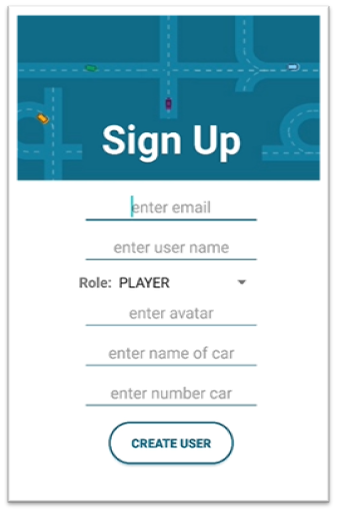 Sign Up
enter email
enter user name
Role: PLAYER
enter avatar
enter name of car
enter number car
CREATE USER